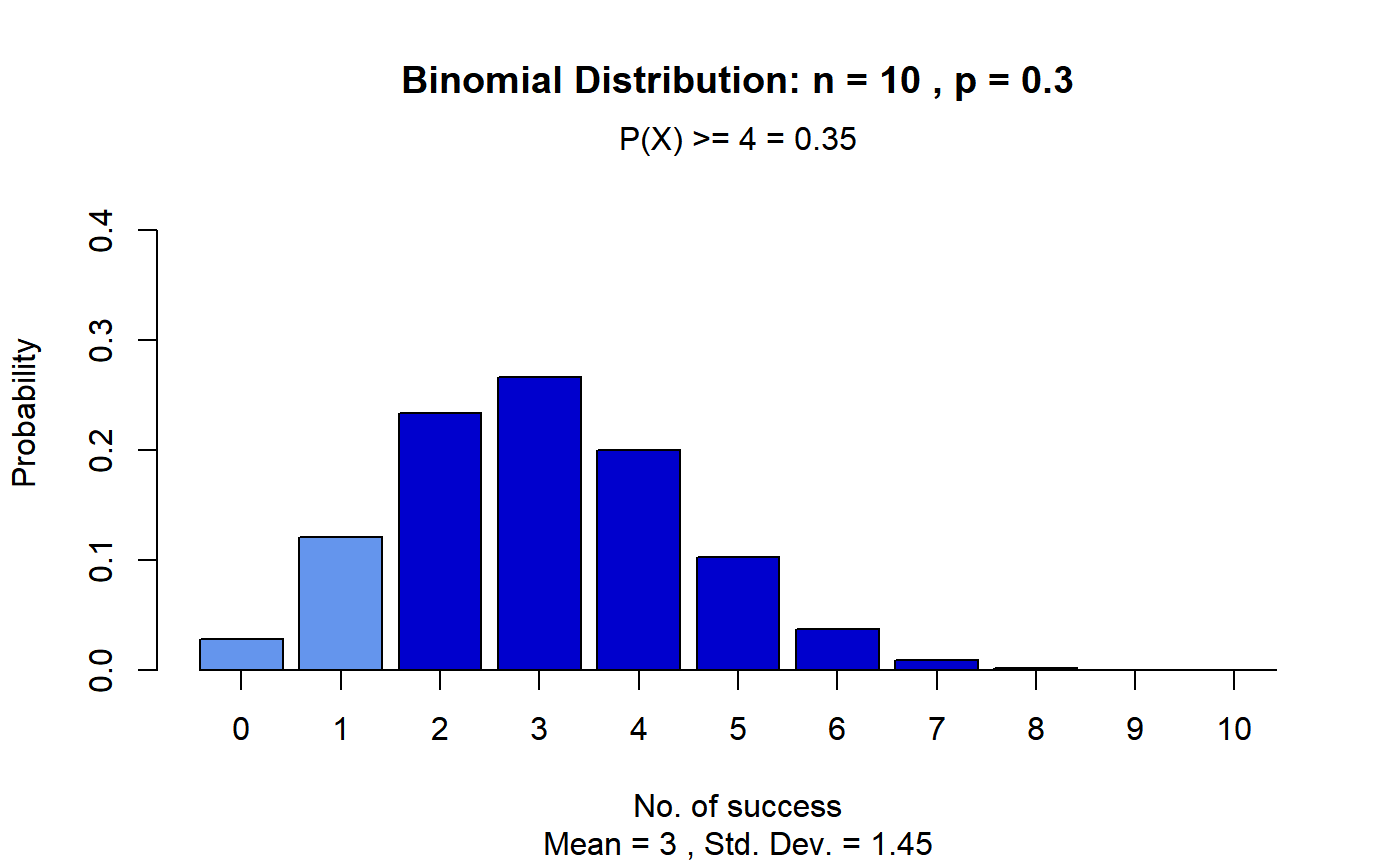 Binomial Distribution: n = 10 , p = 0.3
P(X) >= 4 = 0.35
Probability
0.4
0.3
0.2
0.1
0.0
0 1 2 3 4 5 6 7 8 9 10
No. of success
Mean = 3 , Std. Dev. = 1.45